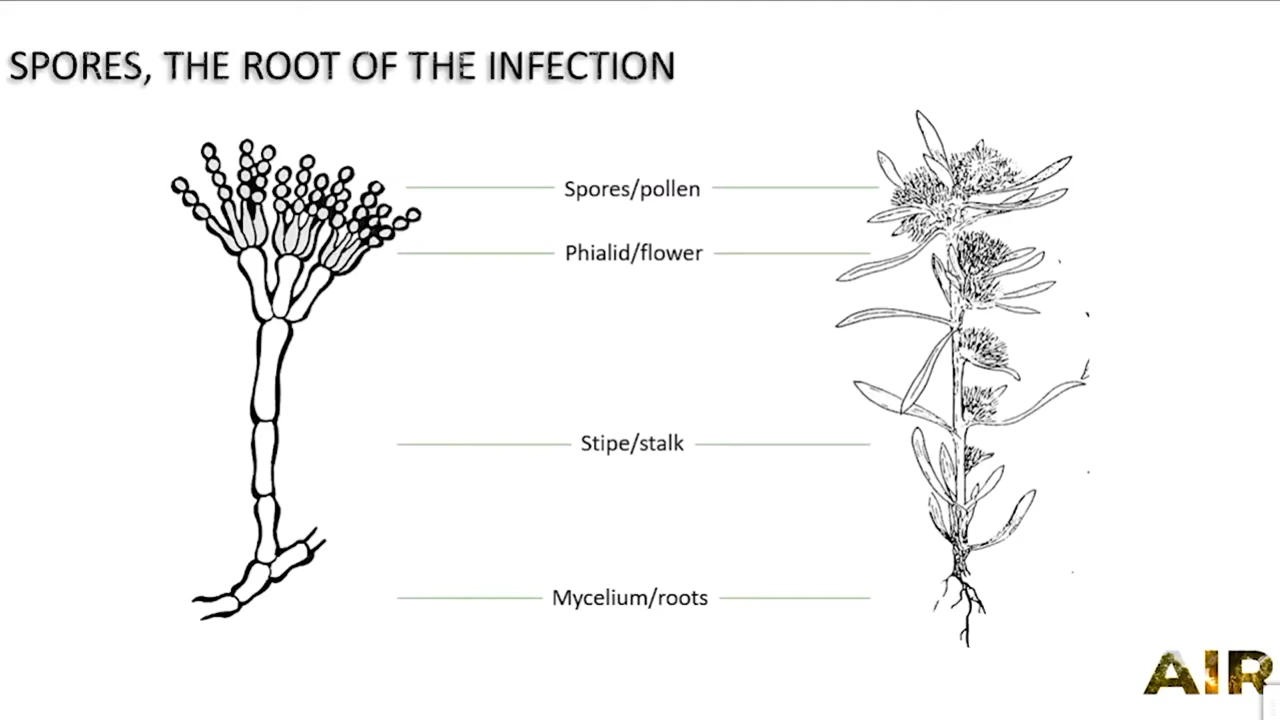 SPORES, THE ROOT OF THE INFECTION
Spores/pollen
Phialid/flower
Stipe/stalk
Mycelium/roots
AIR